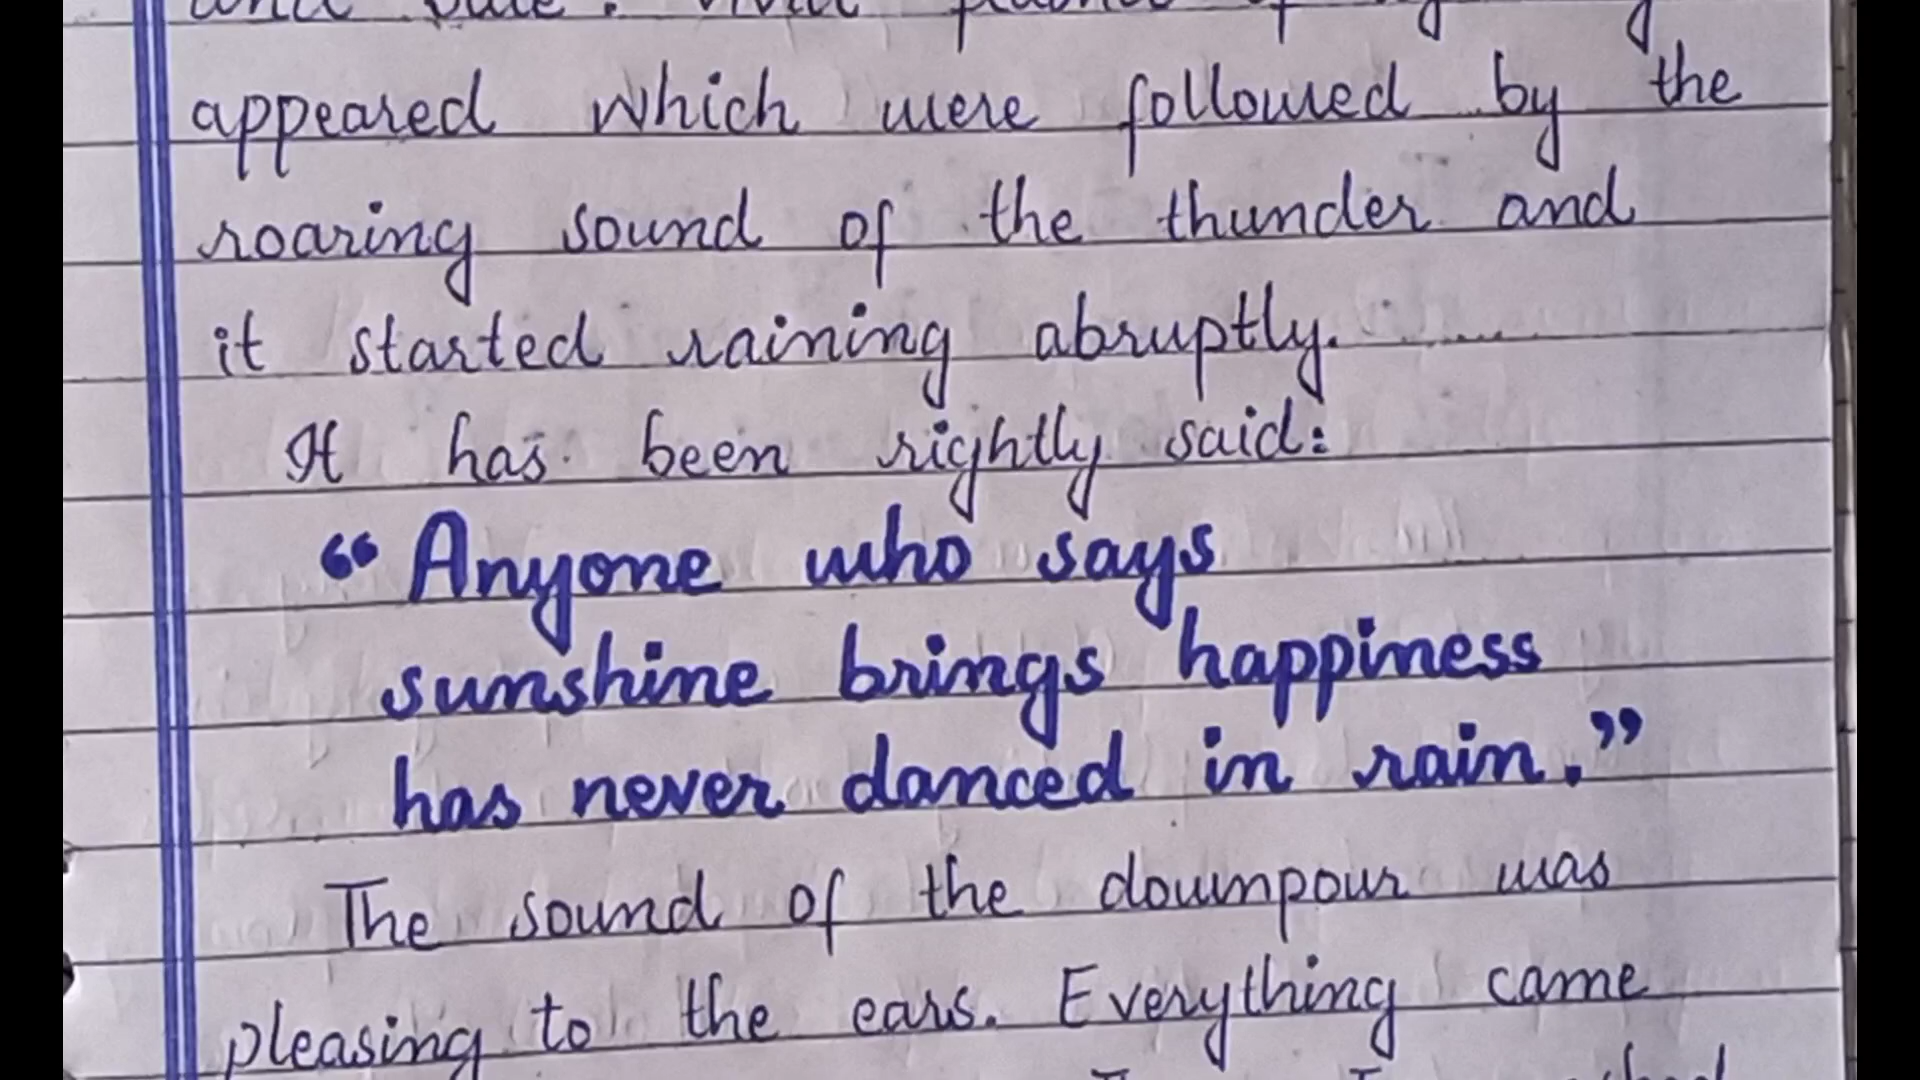 appeared which were followed by the
roaring sound of the thunder and
it started raining abruptly.
It has been rightly said:
“Anyone who says
sunshine brings happiness
has never danced in rain.”
The sound of the downpour was
pleasing to the ears. Everything came